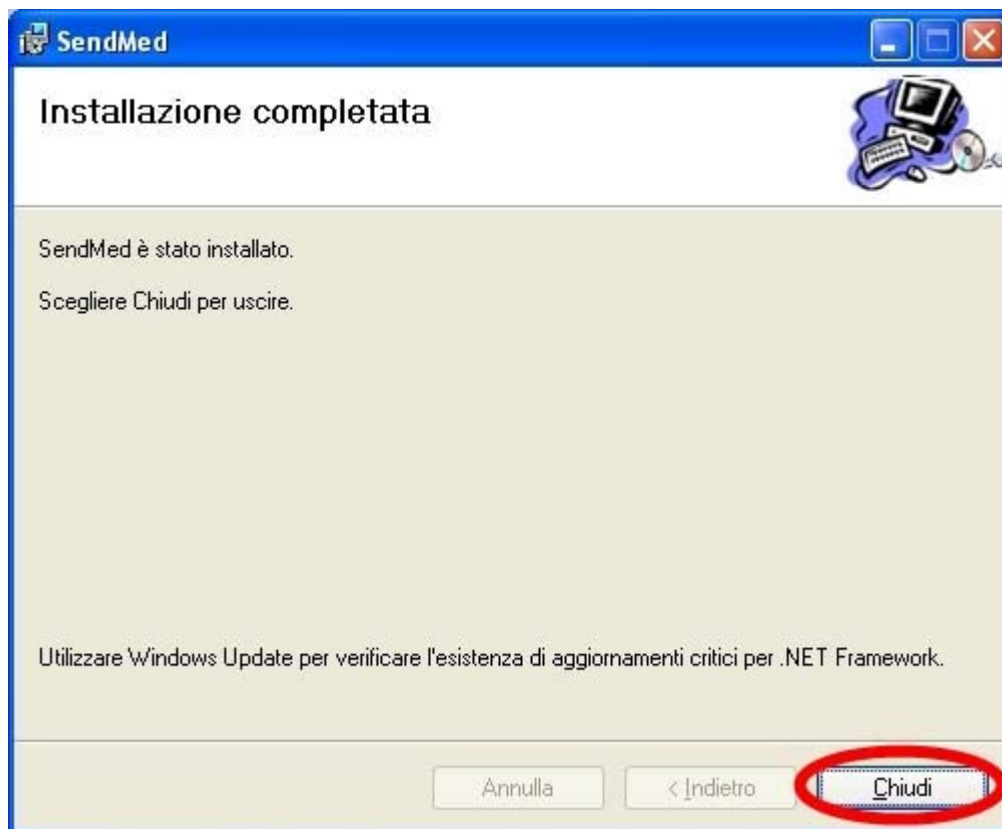 SendMed
Installazione completata
SendMed è stato installato.
Scegliere Chiudi per uscire.
Utilizzare Windows Update per verificare l'esistenza di aggiornamenti critici per .NET Framework.
Annulla < Indietro Chiudi